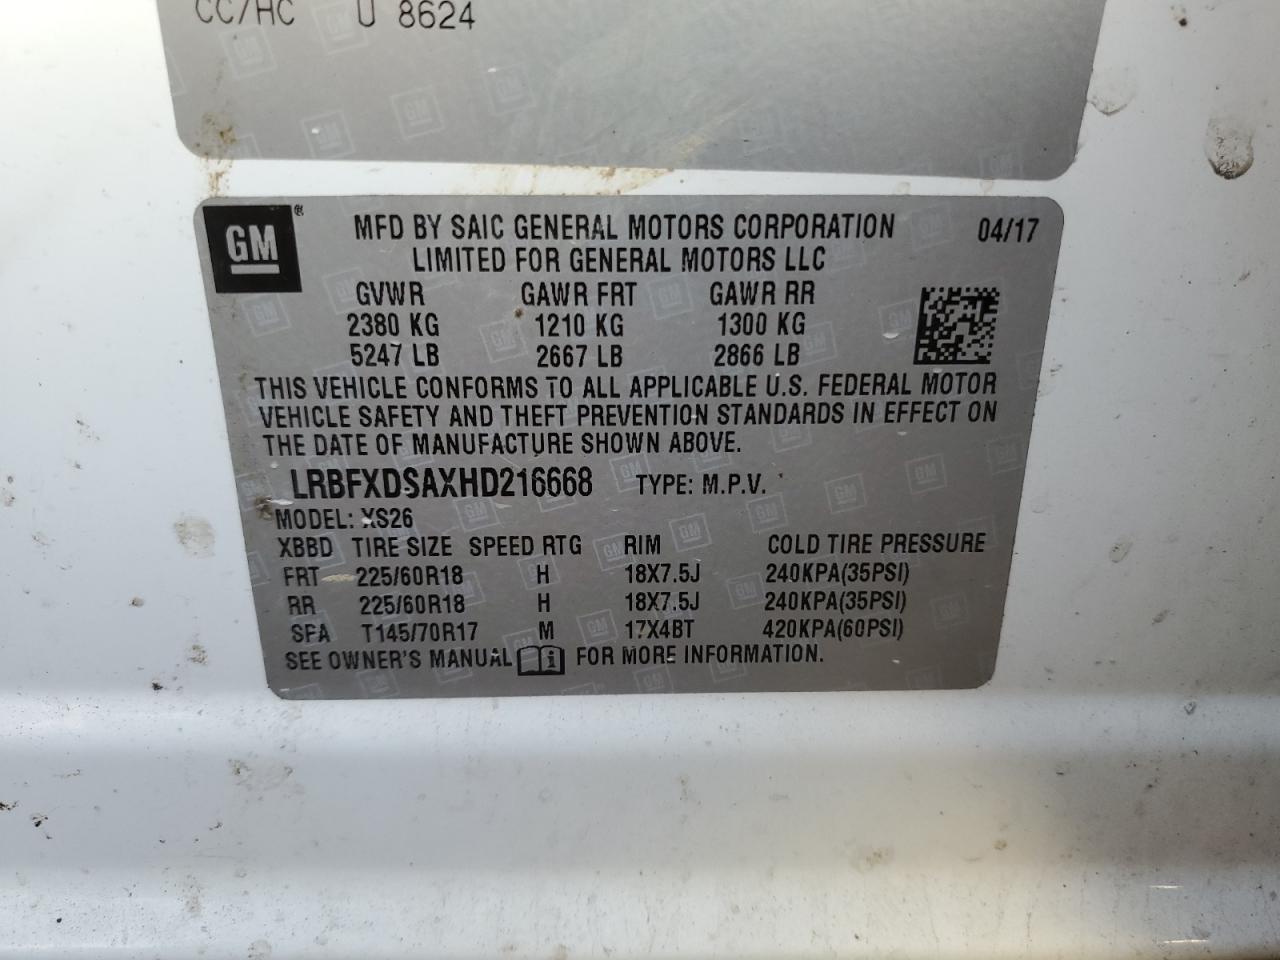 CC/HC U 8624
GM ® MFD BY SAIC GENERAL MOTORS CORPORATION 04/17
LIMITED FOR GENERAL MOTORS LLC
GVWR GAWR FRT GAWR RR
2380 KG 1210 KG 1300 KG
5247 LB 2667 LB 2866 LB
THIS VEHICLE CONFORMS TO ALL APPLICABLE U.S. FEDERAL MOTOR
VEHICLE SAFETY AND THEFT PREVENTION STANDARDS IN EFFECT ON
THE DATE OF MANUFACTURE SHOWN ABOVE.
LRBFXDSAXHD216668 TYPE: M.P.V.
MODEL: XS26
XBBD TIRE SIZE SPEED RTG RIM COLD TIRE PRESSURE
FRT 225/60R18 H 18X7.5J 240KPA(35PSI)
RR 225/60R18 H 18X7.5J 240KPA(35PSI)
SPA T145/70R17 M 17X4BT 420KPA(60PSI)
SEE OWNER'S MANUAL i FOR MORE INFORMATION.